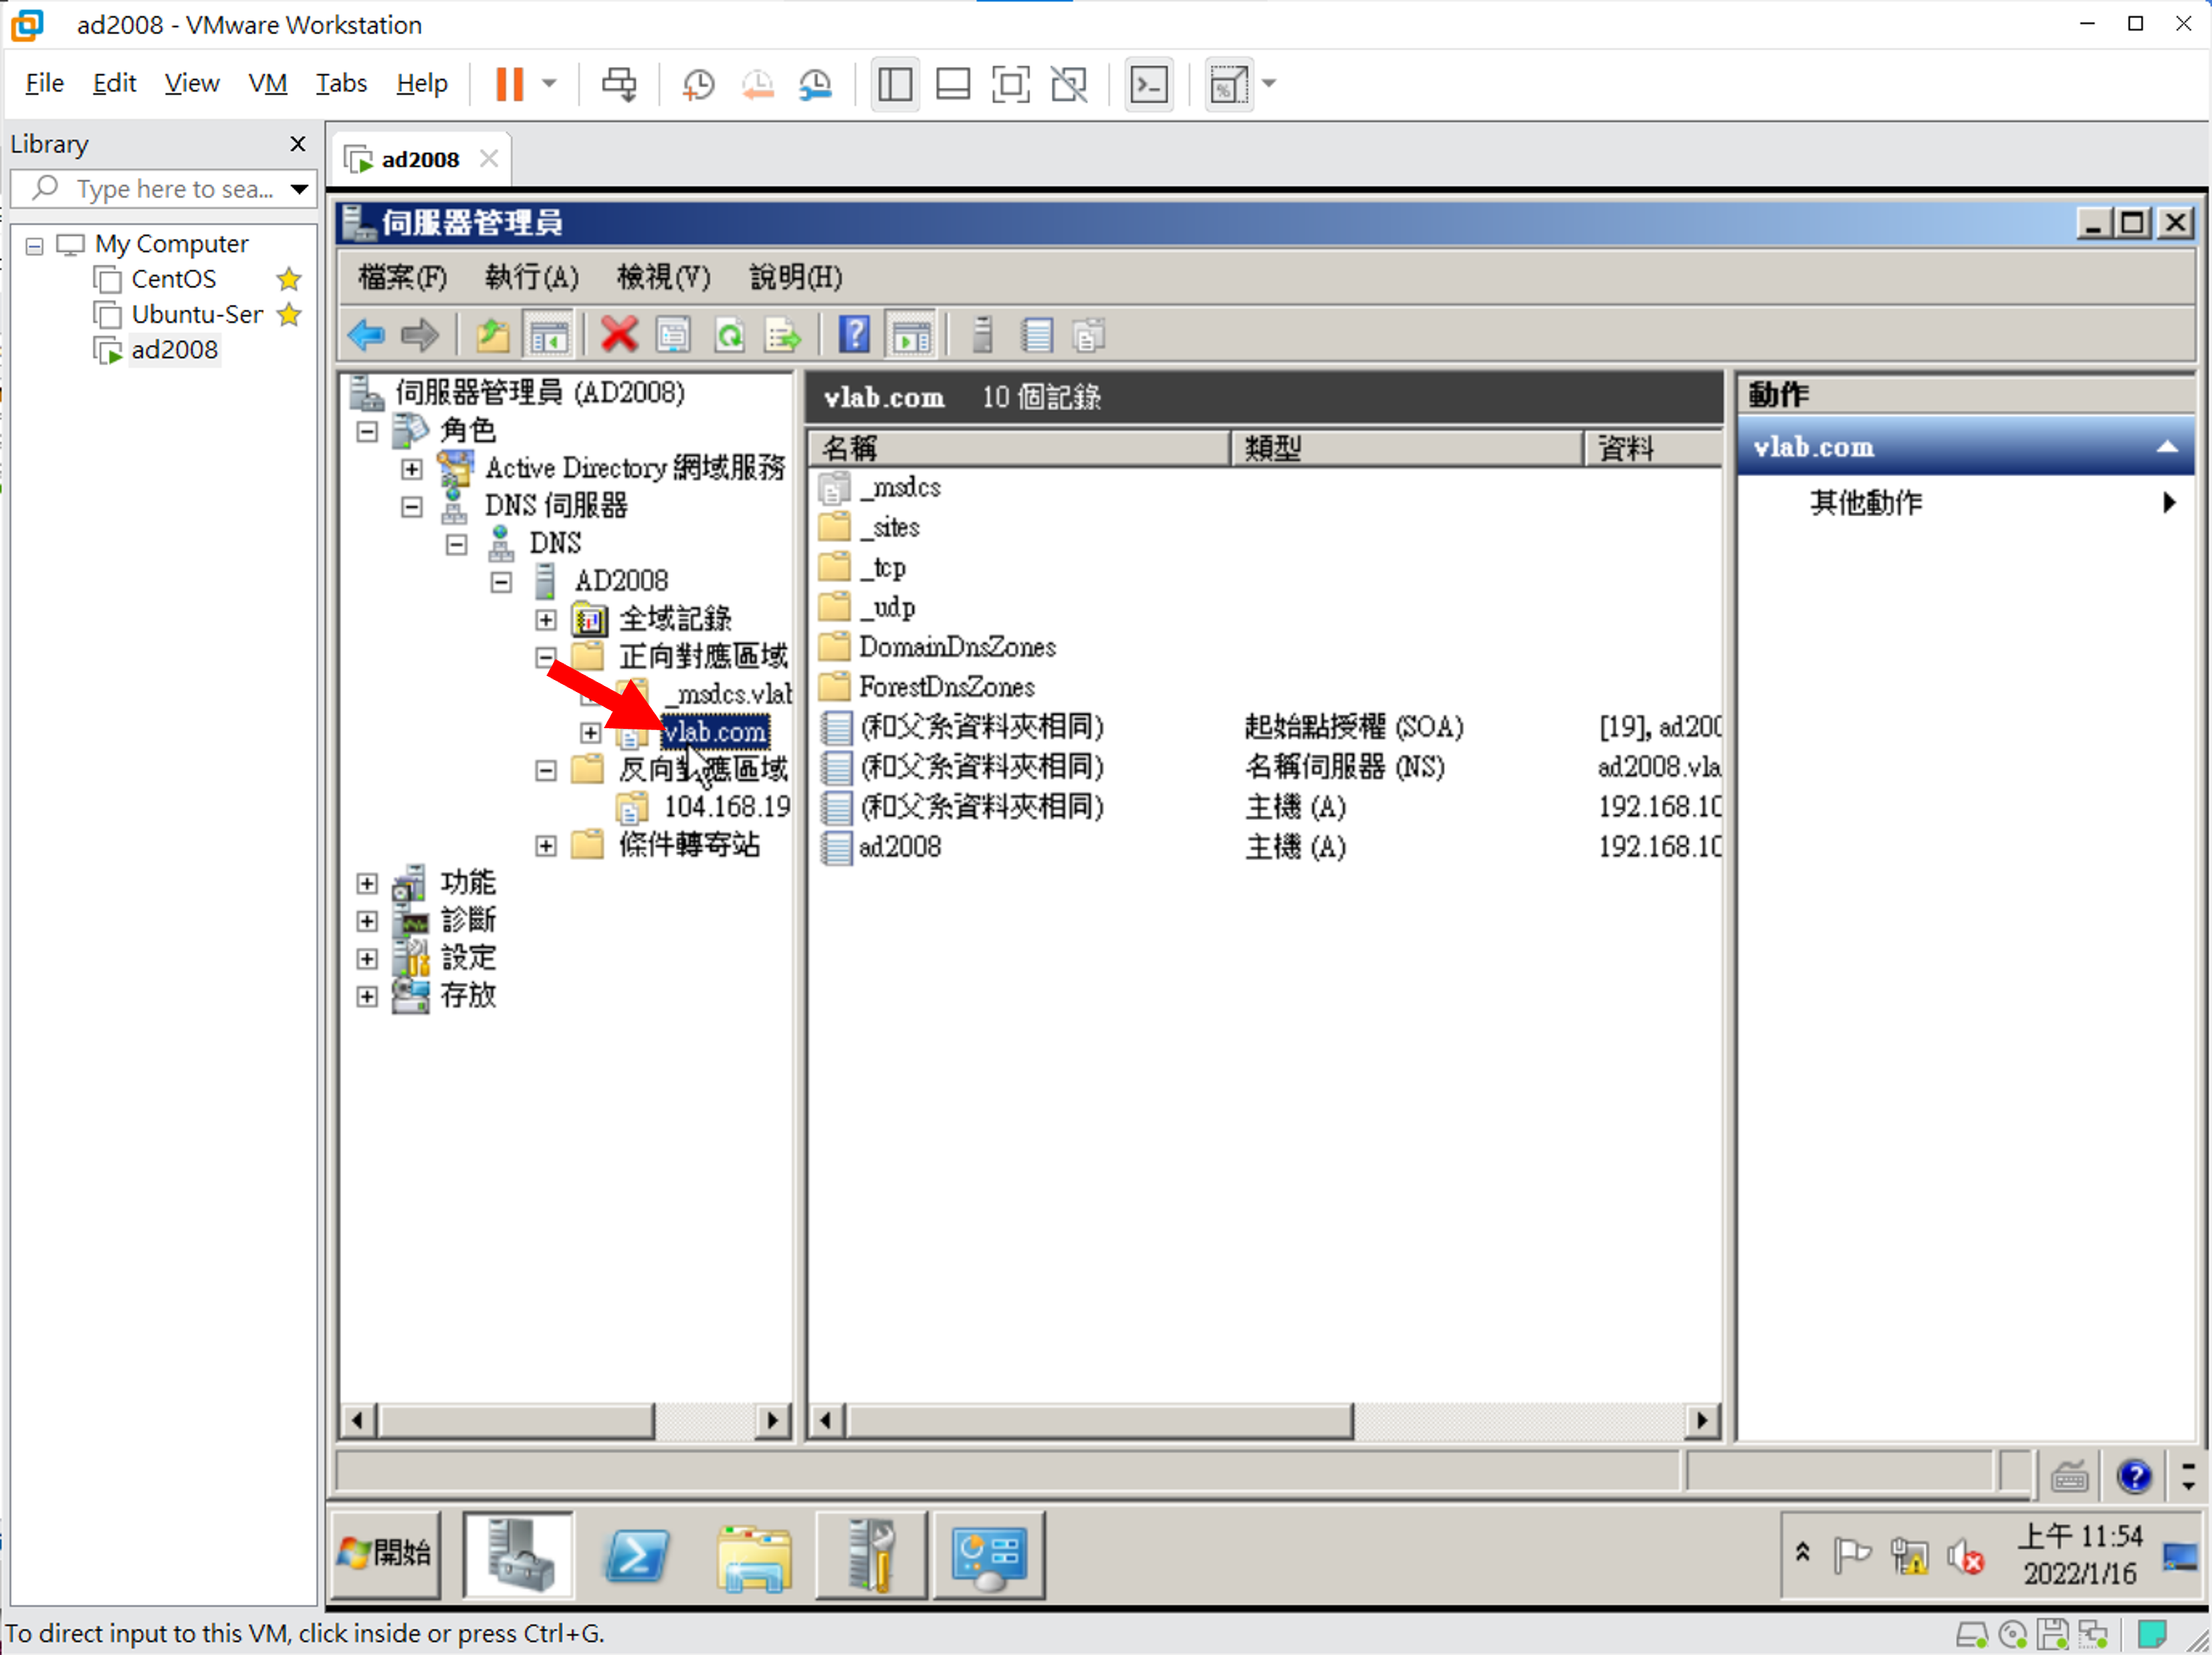 ad2008 - VMware Workstation
File Edit View VM Tabs Help
Library
Type here to sea...
My Computer
CentOS
Ubuntu-Ser
ad2008
ad2008
伺服器管理員
檔案(F) 執行(A) 檢視(V) 說明(H)
伺服器管理員 (AD2008)
角色
Active Directory 網域服務
DNS 伺服器
DNS
AD2008
全域記錄
正向對應區域
_msdcs.vlab
vlab.com
反向對應區域
104.168.19
條件轉寄站
功能
診斷
設定
存放
vlab.com 10 個記錄
名稱 類型 資料
_msdcs
_sites
_tcp
_udp
DomainDnsZones
ForestDnsZones
(和父系資料夾相同) 起始點授權 (SOA) [19], ad200
(和父系資料夾相同) 名稱伺服器 (NS) ad2008.vla
(和父系資料夾相同) 主機 (A) 192.168.10
ad2008 主機 (A) 192.168.10
動作
vlab.com
其他動作
開始
上午 11:54
2022/1/16
To direct input to this VM, click inside or press Ctrl+G.